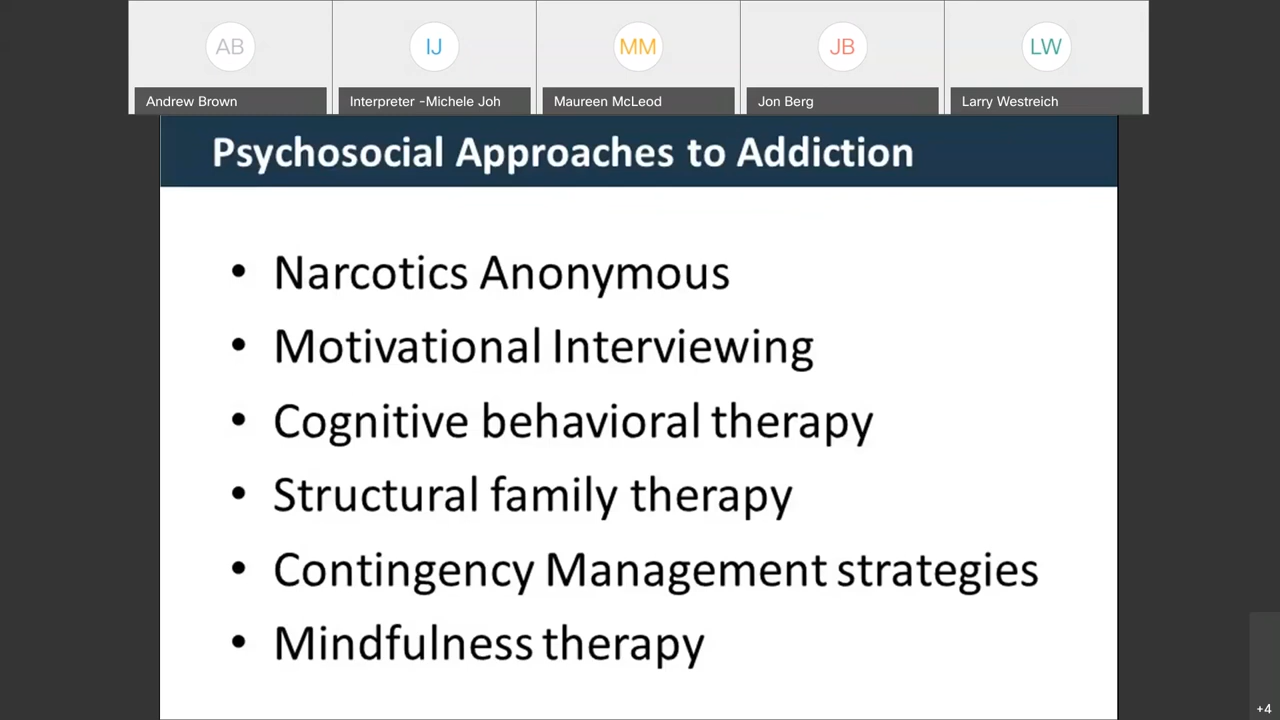 AB
IJ
MM
JB
LW
Andrew Brown
Interpreter -Michele Joh
Maureen McLeod
Jon Berg
Larry Westreich
Psychosocial Approaches to Addiction
• Narcotics Anonymous
• Motivational Interviewing
• Cognitive behavioral therapy
• Structural family therapy
• Contingency Management strategies
• Mindfulness therapy
+4